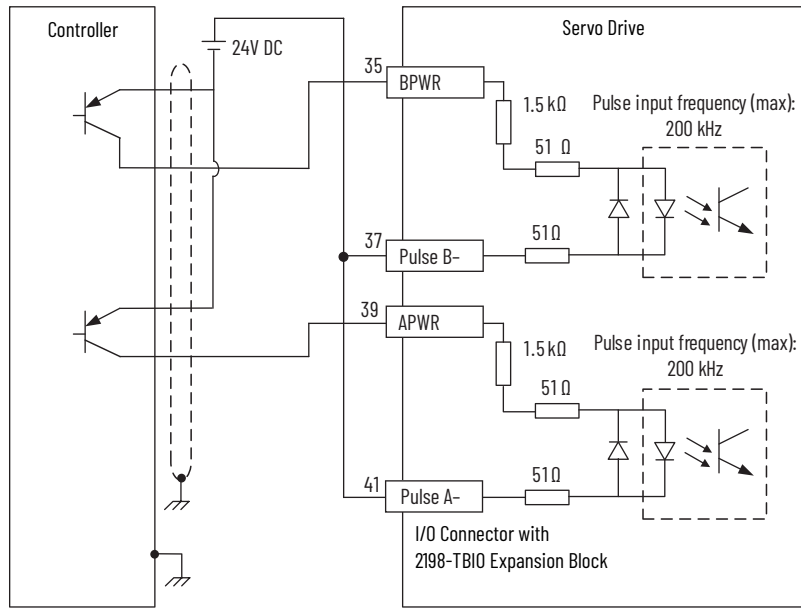 Controller
Servo Drive
24V DC
35
BPWR
1.5 kΩ
Pulse input frequency (max):
200 kHz
51 Ω
37
Pulse B–
51 Ω
39
APWR
1.5 kΩ
Pulse input frequency (max):
200 kHz
51 Ω
41
Pulse A–
51 Ω
I/O Connector with
2198-TBIO Expansion Block